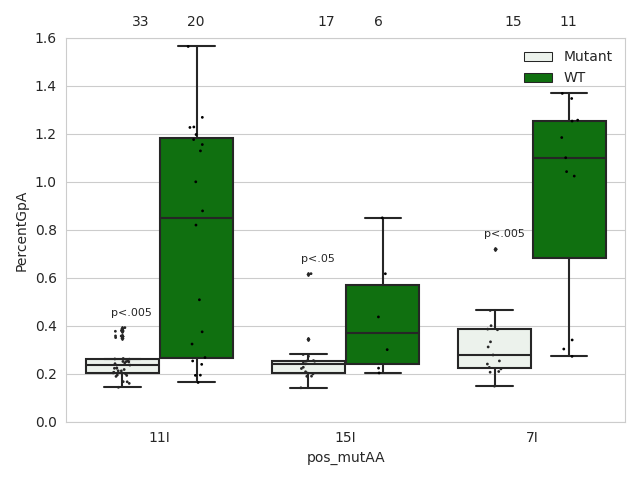 33 20 17 6 15 11
1.6
Mutant
WT
1.4
1.2
1.0
0.8
0.6
0.4
0.2
0.0
PercentGpA
p<.005
p<.05
p<.005
11I 15I 7I
pos_mutAA